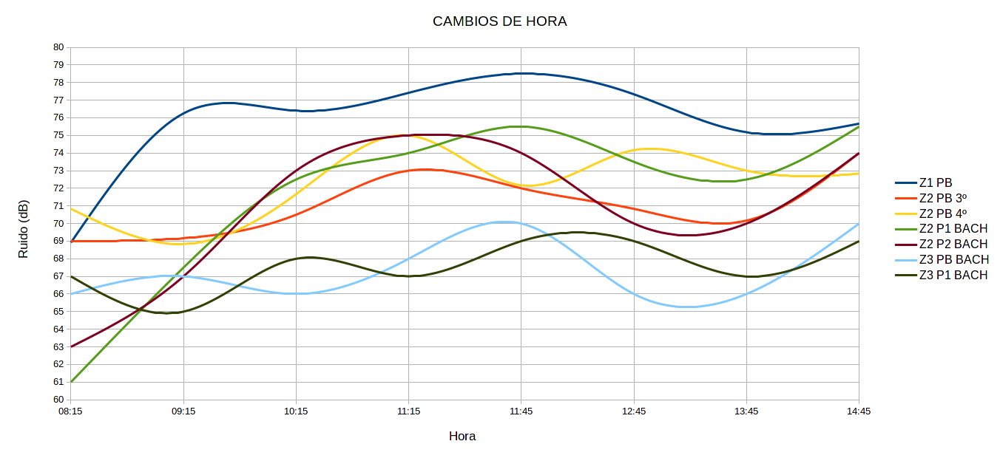 CAMBIOS DE HORA
80
79
78
77
76
75
74
73
72
71
70
69
68
67
66
65
64
63
62
61
60
Ruido (dB)
08:15 09:15 10:15 11:15 11:45 12:45 13:45 14:45
Hora
Z1 PB
Z2 PB 3º
Z2 PB 4º
Z2 P1 BACH
Z2 P2 BACH
Z3 PB BACH
Z3 P1 BACH